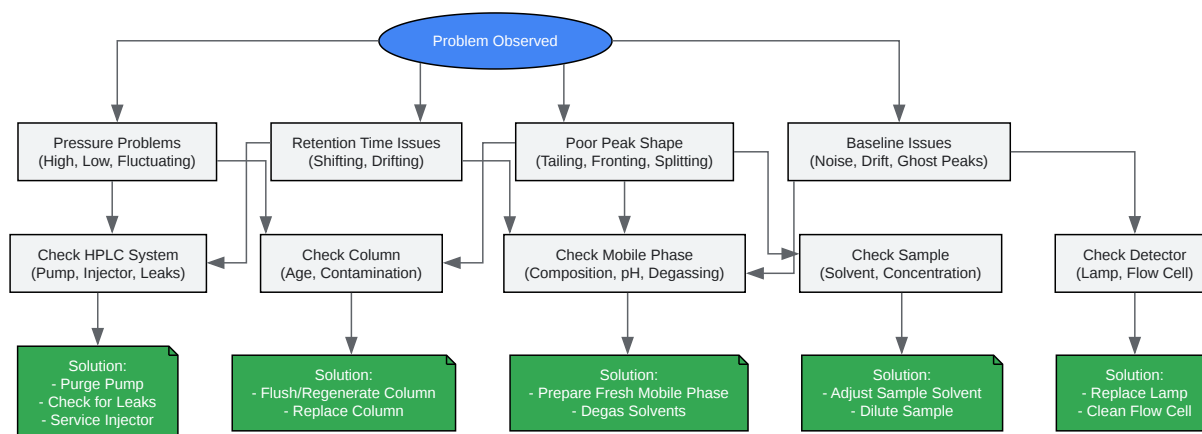 Problem Observed
Pressure Problems
(High, Low, Fluctuating)
Retention Time Issues
(Shifting, Drifting)
Poor Peak Shape
(Tailing, Fronting, Splitting)
Baseline Issues
(Noise, Drift, Ghost Peaks)
Check HPLC System
(Pump, Injector, Leaks)
Check Column
(Age, Contamination)
Check Mobile Phase
(Composition, pH, Degassing)
Check Sample
(Solvent, Concentration)
Check Detector
(Lamp, Flow Cell)
Solution:
- Purge Pump
- Check for Leaks
- Service Injector
Solution:
- Flush/Regenerate Column
- Replace Column
Solution:
- Prepare Fresh Mobile Phase
- Degas Solvents
Solution:
- Adjust Sample Solvent
- Dilute Sample
Solution:
- Replace Lamp
- Clean Flow Cell